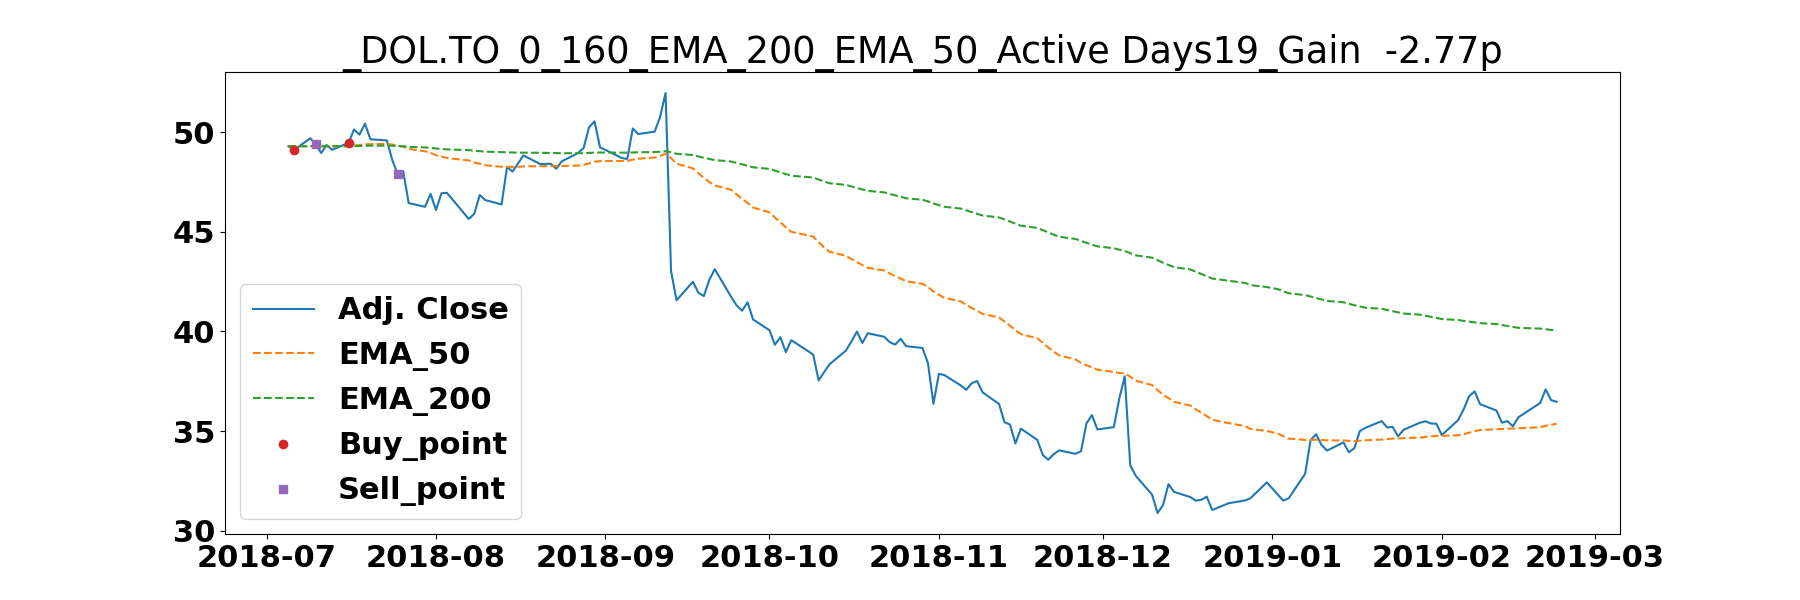 _DOL.TO_0_160_EMA_200_EMA_50_Active Days19_Gain  -2.77p
50
45
40
35
30
Adj. Close
EMA_50
EMA_200
Buy_point
Sell_point
2018-07 2018-08 2018-09 2018-10 2018-11 2018-12 2019-01 2019-02 2019-03